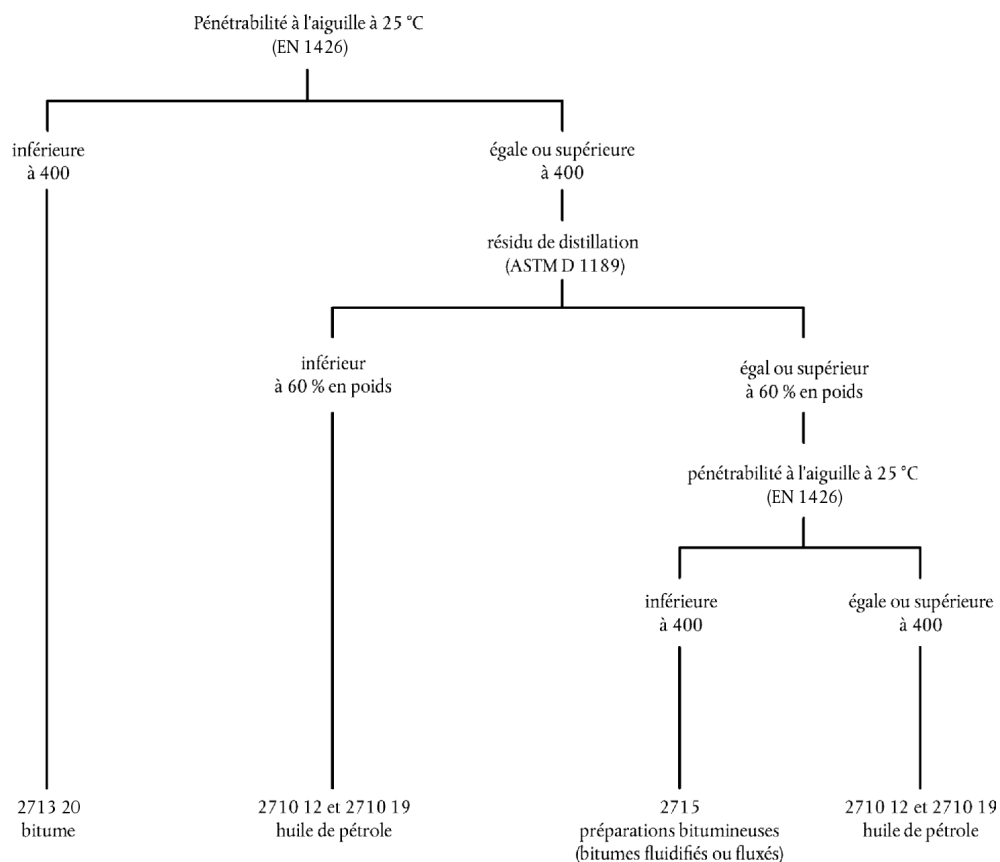 Pénétrabilité à l'aiguille à 25 °C
(EN 1426)
inférieure
à 400
égale ou supérieure
à 400
résidu de distillation
(ASTM D 1189)
inférieur
à 60 % en poids
égal ou supérieur
à 60 % en poids
pénétrabilité à l'aiguille à 25 °C
(EN 1426)
inférieure
à 400
égale ou supérieure
à 400
2713 20
bitume
2710 12 et 2710 19
huile de pétrole
2715
préparations bitumineuses
(bitumes fluidifiés ou fluxés)
2710 12 et 2710 19
huile de pétrole